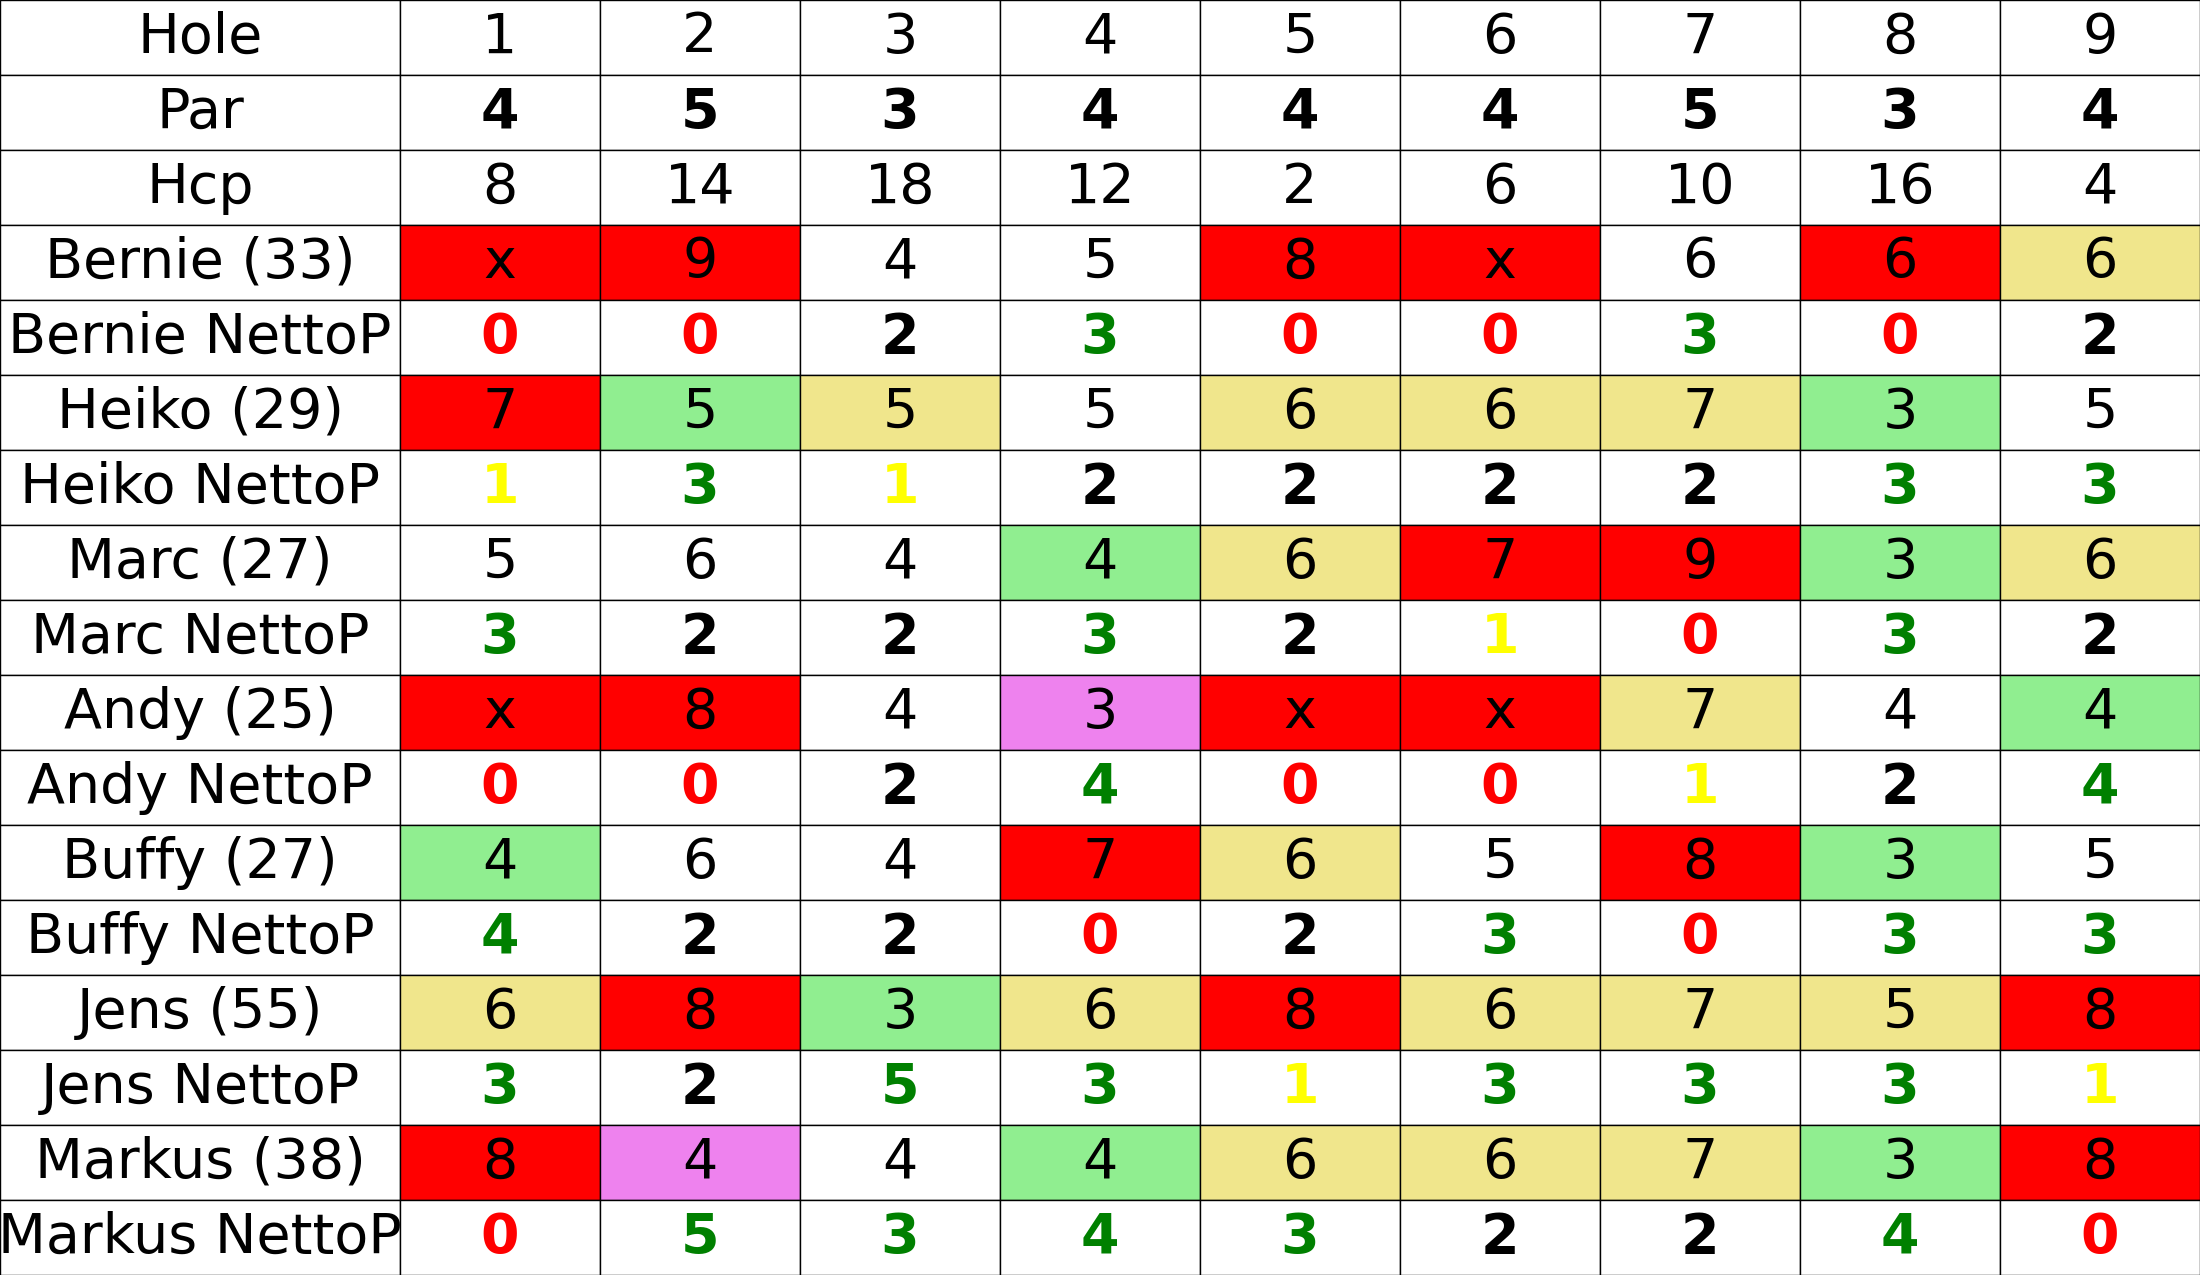 Hole 1 2 3 4 5 6 7 8 9
Par 4 5 3 4 4 4 5 3 4
Hcp 8 14 18 12 2 6 10 16 4
Bernie (33) x 9 4 5 8 x 6 6 6
Bernie NettoP 0 0 2 3 0 0 3 0 2
Heiko (29) 7 5 5 5 6 6 7 3 5
Heiko NettoP 1 3 1 2 2 2 2 3 3
Marc (27) 5 6 4 4 6 7 9 3 6
Marc NettoP 3 2 2 3 2 1 0 3 2
Andy (25) x 8 4 3 x x 7 4 4
Andy NettoP 0 0 2 4 0 0 1 2 4
Buffy (27) 4 6 4 7 6 5 8 3 5
Buffy NettoP 4 2 2 0 2 3 0 3 3
Jens (55) 6 8 3 6 8 6 7 5 8
Jens NettoP 3 2 5 3 1 3 3 3 1
Markus (38) 8 4 4 4 6 6 7 3 8
Markus NettoP 0 5 3 4 3 2 2 4 0